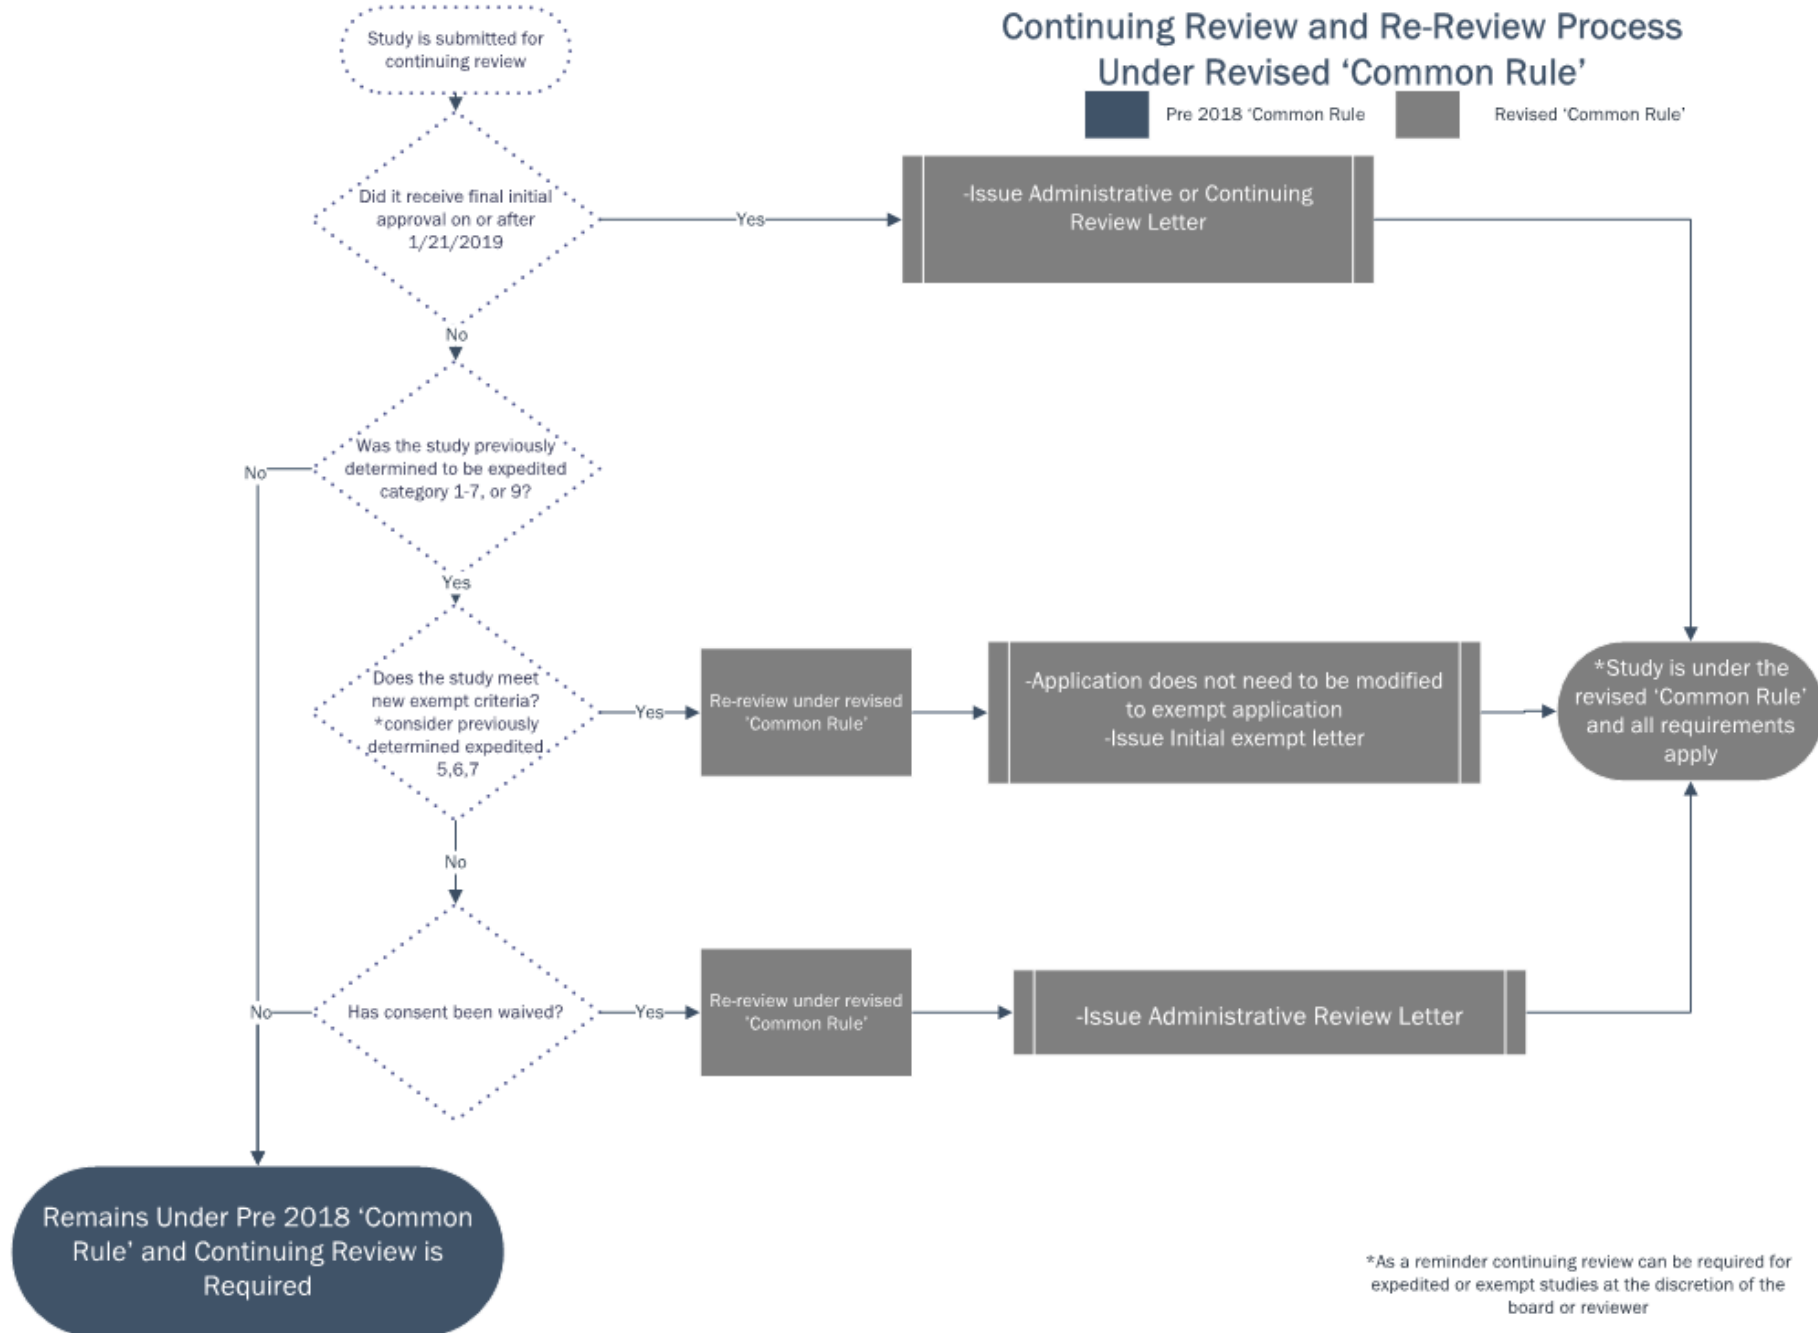 Continuing Review and Re-Review Process
Under Revised ‘Common Rule’
Pre 2018 ‘Common Rule
Revised ‘Common Rule’
Study is submitted for
continuing review
Did it receive final initial
approval on or after
1/21/2019
Yes
-Issue Administrative or Continuing
Review Letter
No
Was the study previously
determined to be expedited
category 1-7, or 9?
No
Yes
Does the study meet
new exempt criteria?
*consider previously
determined expedited
5,6,7
Yes
Re-review under revised
‘Common Rule’
-Application does not need to be modified
to exempt application
-Issue Initial exempt letter
*Study is under the
revised ‘Common Rule’
and all requirements
apply
No
Has consent been waived?
No
Yes
Re-review under revised
‘Common Rule’
-Issue Administrative Review Letter
Remains Under Pre 2018 ‘Common
Rule’ and Continuing Review is
Required
*As a reminder continuing review can be required for
expedited or exempt studies at the discretion of the
board or reviewer